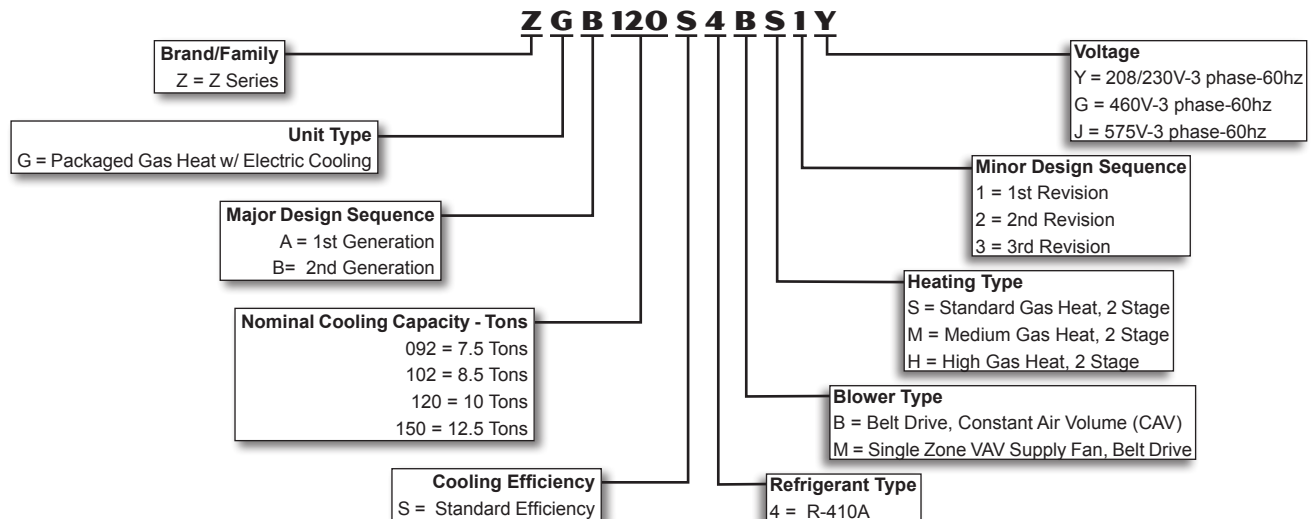 Z G B 120 S 4 B S 1 Y
Brand/Family
Z = Z Series
Unit Type
G = Packaged Gas Heat w/ Electric Cooling
Major Design Sequence
A = 1st Generation
B= 2nd Generation
Nominal Cooling Capacity - Tons
092 = 7.5 Tons
102 = 8.5 Tons
120 = 10 Tons
150 = 12.5 Tons
Cooling Efficiency
S = Standard Efficiency
Voltage
Y = 208/230V-3 phase-60hz
G = 460V-3 phase-60hz
J = 575V-3 phase-60hz
Minor Design Sequence
1 = 1st Revision
2 = 2nd Revision
3 = 3rd Revision
Heating Type
S = Standard Gas Heat, 2 Stage
M = Medium Gas Heat, 2 Stage
H = High Gas Heat, 2 Stage
Blower Type
B = Belt Drive, Constant Air Volume (CAV)
M = Single Zone VAV Supply Fan, Belt Drive
Refrigerant Type
4 = R-410A